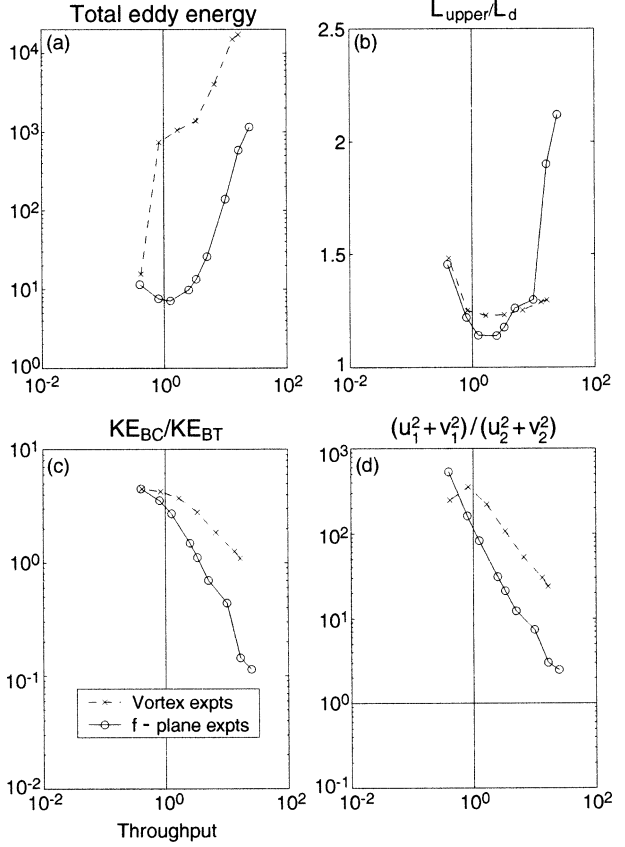 Total eddy energy
L_upper/L_d
(a)
10^4
10^3
10^2
10^1
10^0
10^-2
10^0
10^2
(b)
2.5
2
1.5
1
10^-2
10^0
10^2
KE_BC/KE_BT
(u_1^2+v_1^2)/(u_2^2+v_2^2)
(c)
10^1
10^0
10^-1
10^-2
Vortex expts
f - plane expts
10^-2
10^0
10^2
Throughput
(d)
10^3
10^2
10^1
10^0
10^-1
10^-2
10^0
10^2